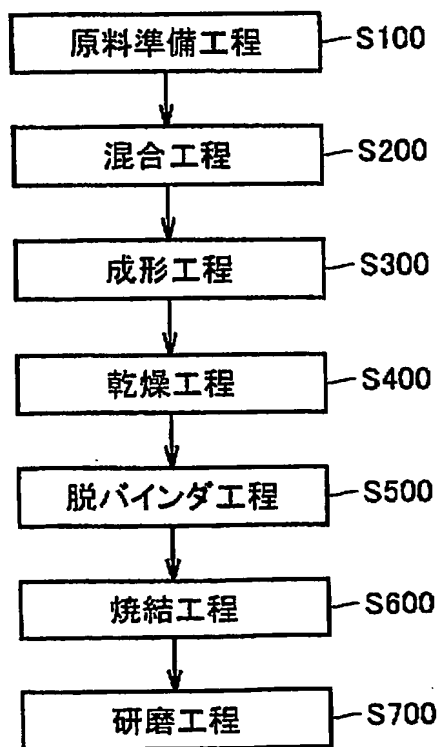 原料準備工程 S100
混合工程 S200
成形工程 S300
乾燥工程 S400
脱バインダ工程 S500
焼結工程 S600
研磨工程 S700